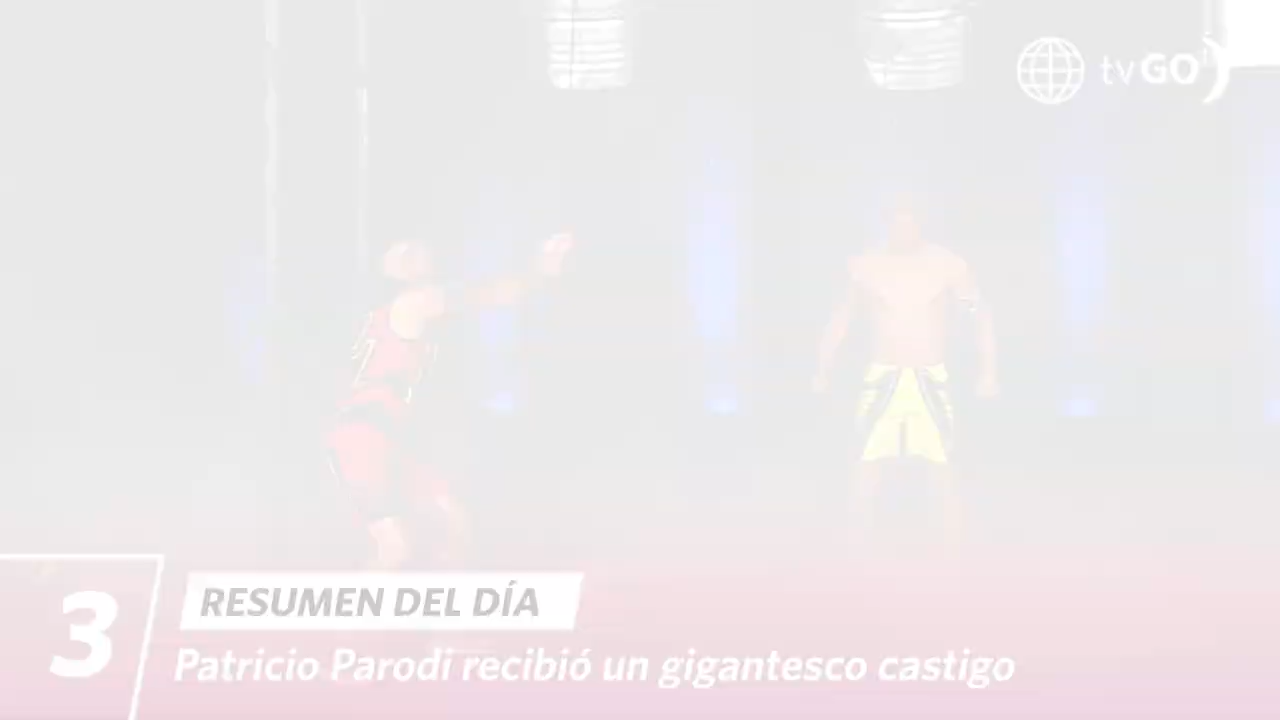 tvGO
3
RESUMEN DEL DÍA
Patricio Parodi recibió un gigantesco castigo